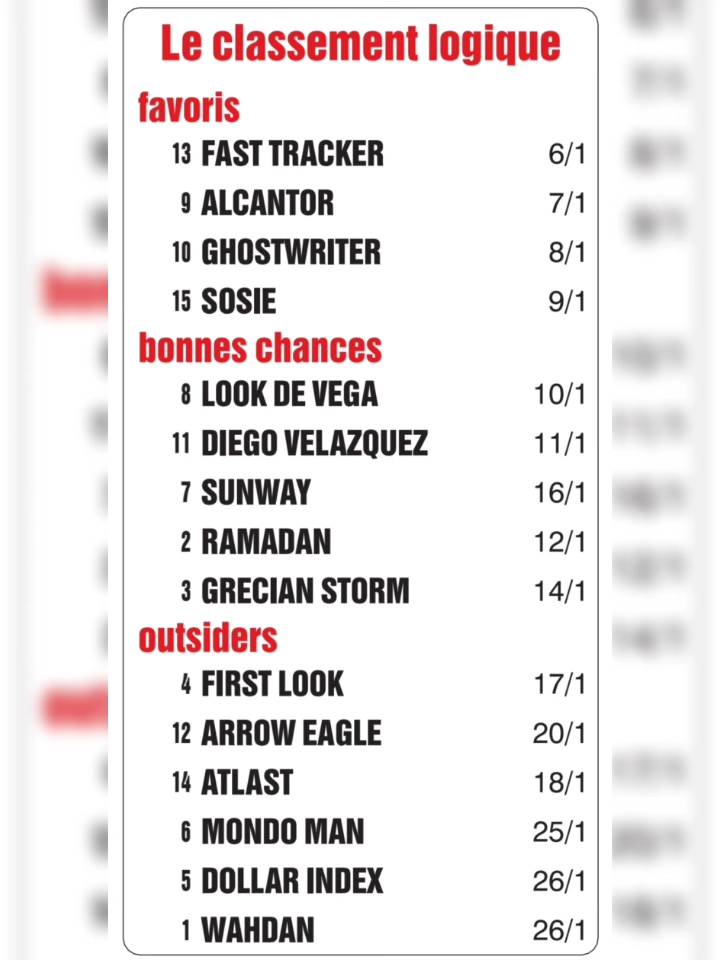 Le classement logique
favoris
13 FAST TRACKER 6/1
9 ALCANTOR 7/1
10 GHOSTWRITER 8/1
15 SOSIE 9/1
bonnes chances
8 LOOK DE VEGA 10/1
11 DIEGO VELAZQUEZ 11/1
7 SUNWAY 16/1
2 RAMADAN 12/1
3 GRECIAN STORM 14/1
outsiders
4 FIRST LOOK 17/1
12 ARROW EAGLE 20/1
14 ATLAST 18/1
6 MONDO MAN 25/1
5 DOLLAR INDEX 26/1
1 WAHDAN 26/1